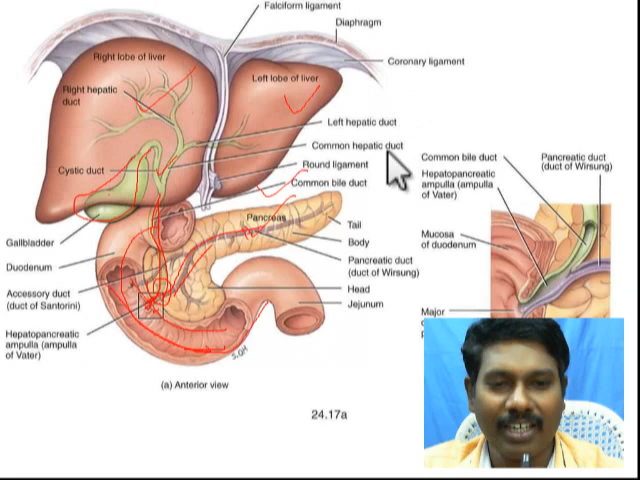 Falciform ligament
Diaphragm
Right lobe of liver
Coronary ligament
Left lobe of liver
Right hepatic
duct
Left hepatic duct
Common hepatic duct
Cystic duct
Round ligament
Common bile duct
Pancreas
Tail
Gallbladder
Body
Duodenum
Pancreatic duct
(duct of Wirsung)
Accessory duct
(duct of Santorini)
Head
Jejunum
Hepatopancreatic
ampulla (ampulla
of Vater)
(a) Anterior view
24.17a
Common bile duct
Pancreatic duct
(duct of Wirsung)
Hepatopancreatic
ampulla (ampulla
of Vater)
Mucosa
of duodenum
Major